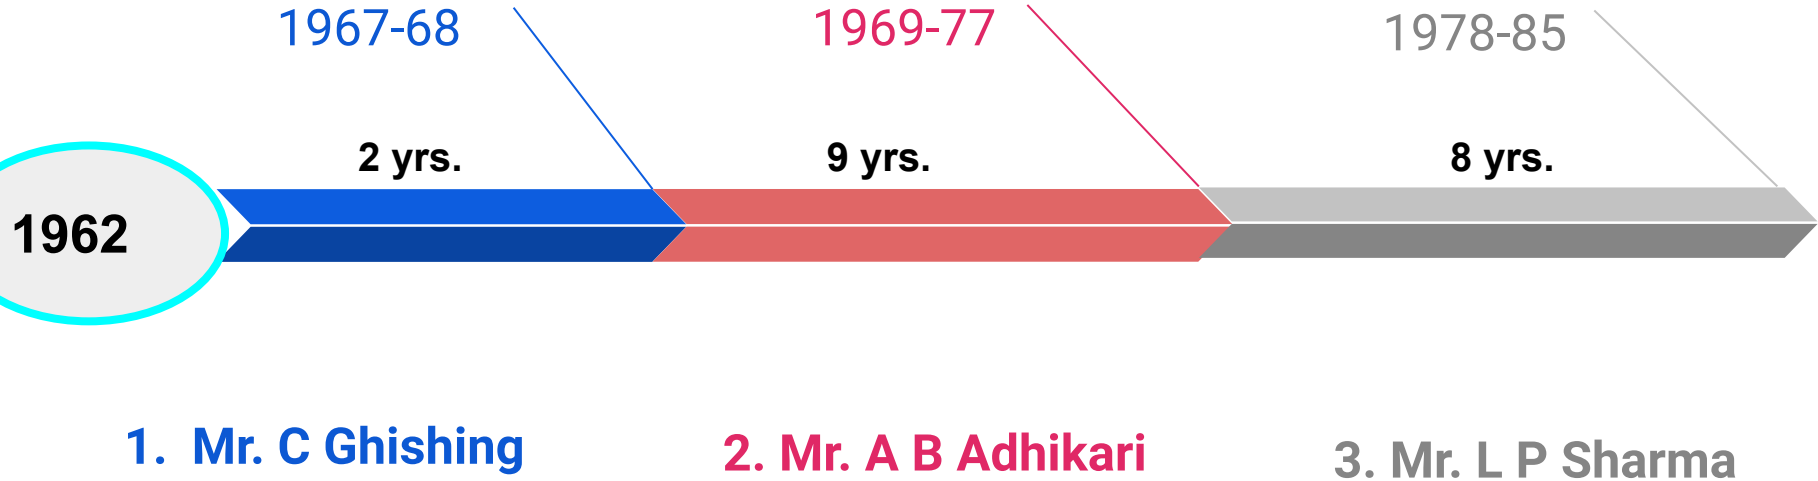 1967-68
1969-77
1978-85
2 yrs.
9 yrs.
8 yrs.
1962
1. Mr. C Ghishing
2. Mr. A B Adhikari
3. Mr. L P Sharma